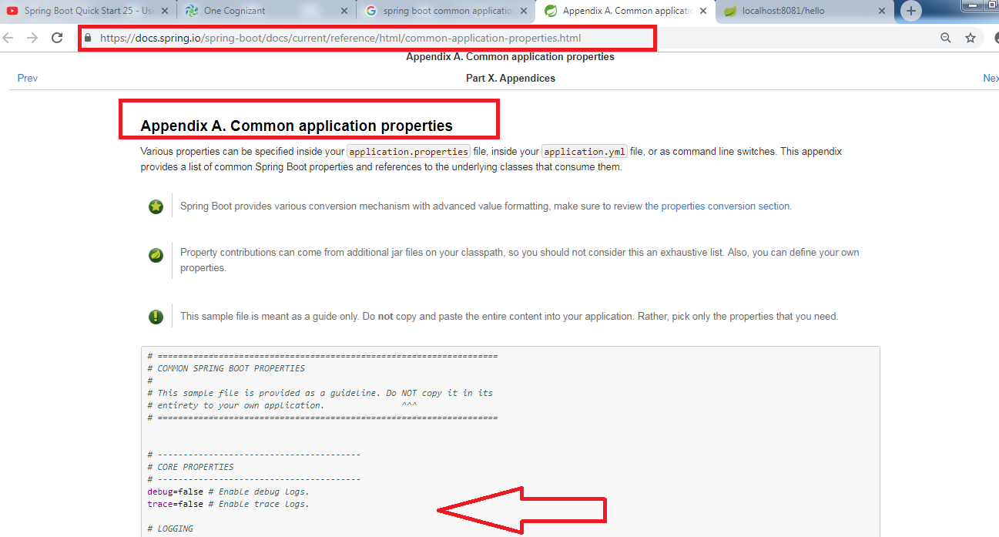 Spring Boot Quick Start 25 - Usi
One Cognizant
spring boot common applicatio
Appendix A. Common applicatio
localhost:8081/hello
https://docs.spring.io/spring-boot/docs/current/reference/html/common-application-properties.html
Appendix A. Common application properties
Prev
Part X. Appendices
Nex
Appendix A. Common application properties
Various properties can be specified inside your application.properties file, inside your application.yml file, or as command line switches. This appendix
provides a list of common Spring Boot properties and references to the underlying classes that consume them.
Spring Boot provides various conversion mechanism with advanced value formatting, make sure to review the properties conversion section.
Property contributions can come from additional jar files on your classpath, so you should not consider this an exhaustive list. Also, you can define your own
properties.
This sample file is meant as a guide only. Do not copy and paste the entire content into your application. Rather, pick only the properties that you need.
# ===================================================================
# COMMON SPRING BOOT PROPERTIES
#
# This sample file is provided as a guideline. Do NOT copy it in its
# entirety to your own application.               ^^^
# ===================================================================
# ----------------------------------------
# CORE PROPERTIES
# ----------------------------------------
debug=false # Enable debug logs.
trace=false # Enable trace logs.
# LOGGING